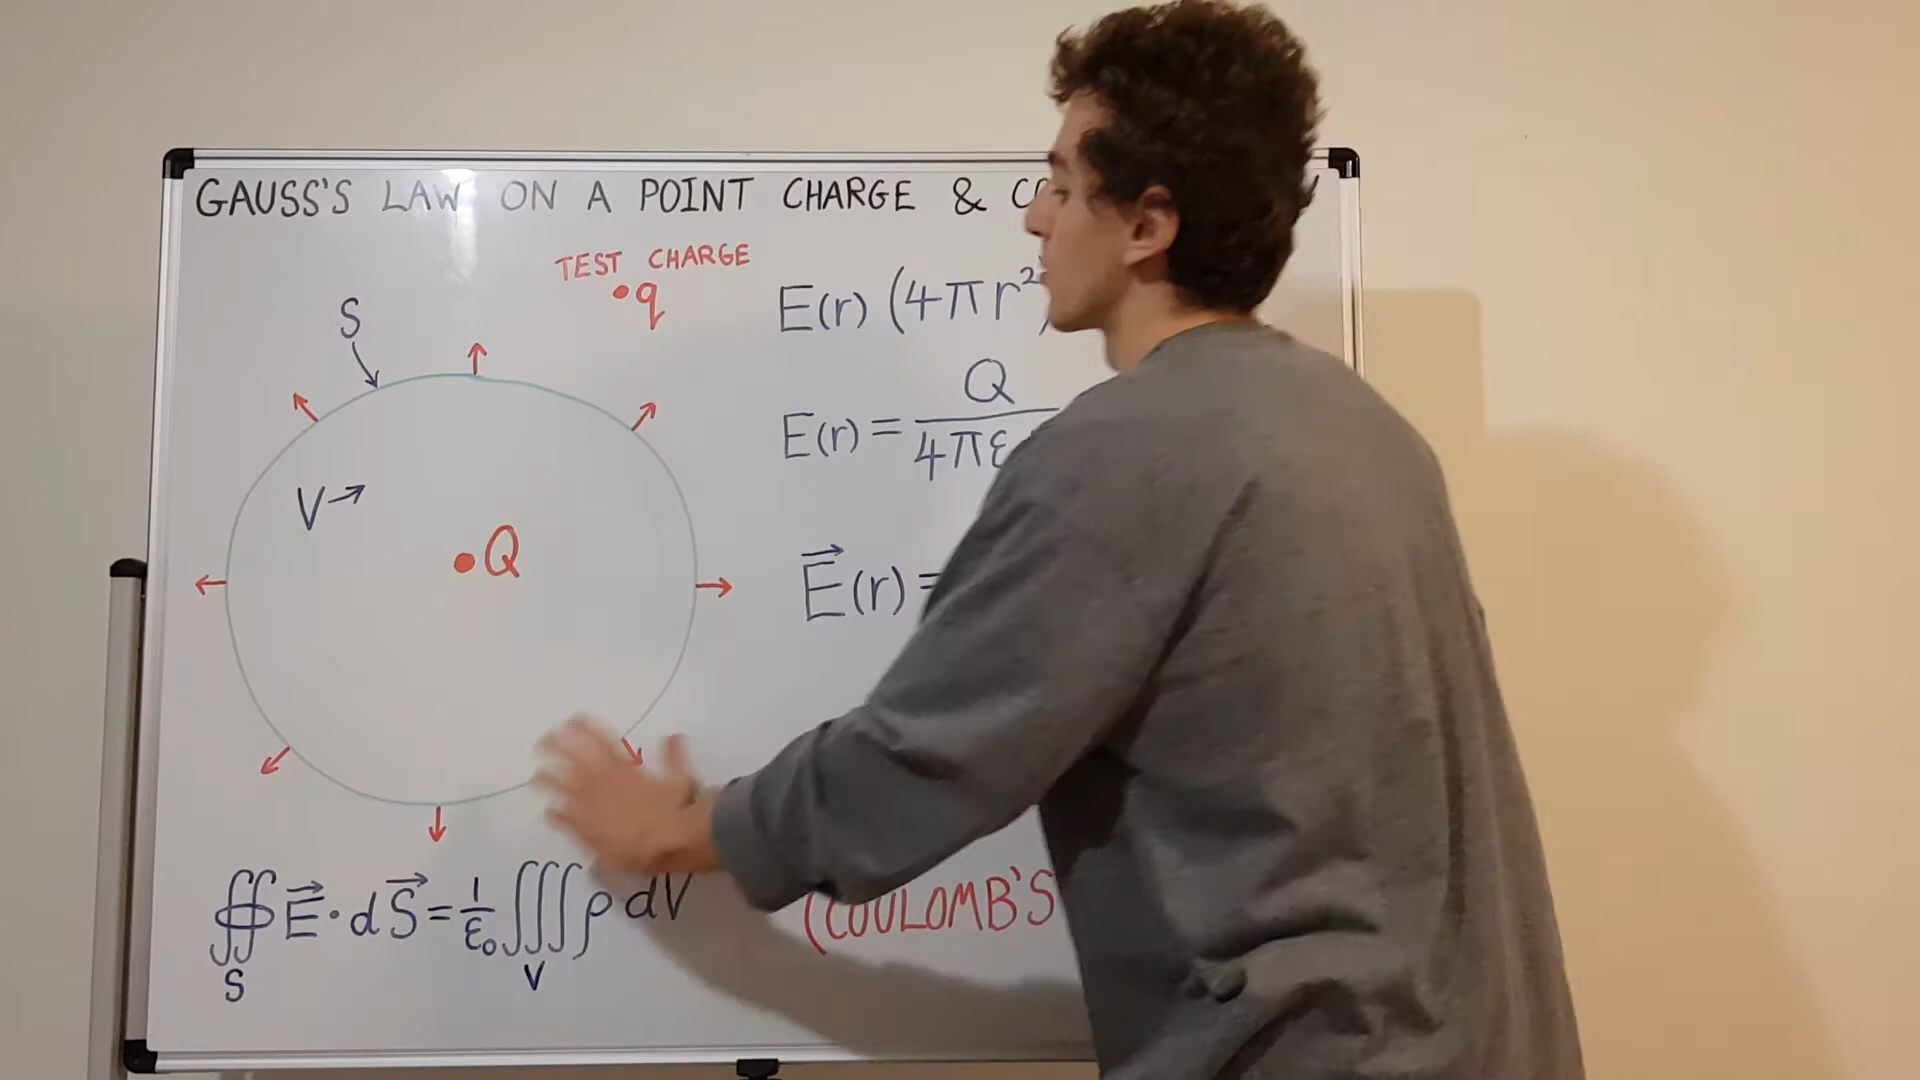 GAUSS'S LAW ON A POINT CHARGE &
TEST CHARGE
q
S
V→
Q
E(r) (4πr²)
E(r) = Q / 4πε
E⃗(r) =
∯ E⃗ · dS⃗ = 1/ε₀ ∭ ρ dV
S V
(COULOMB'S